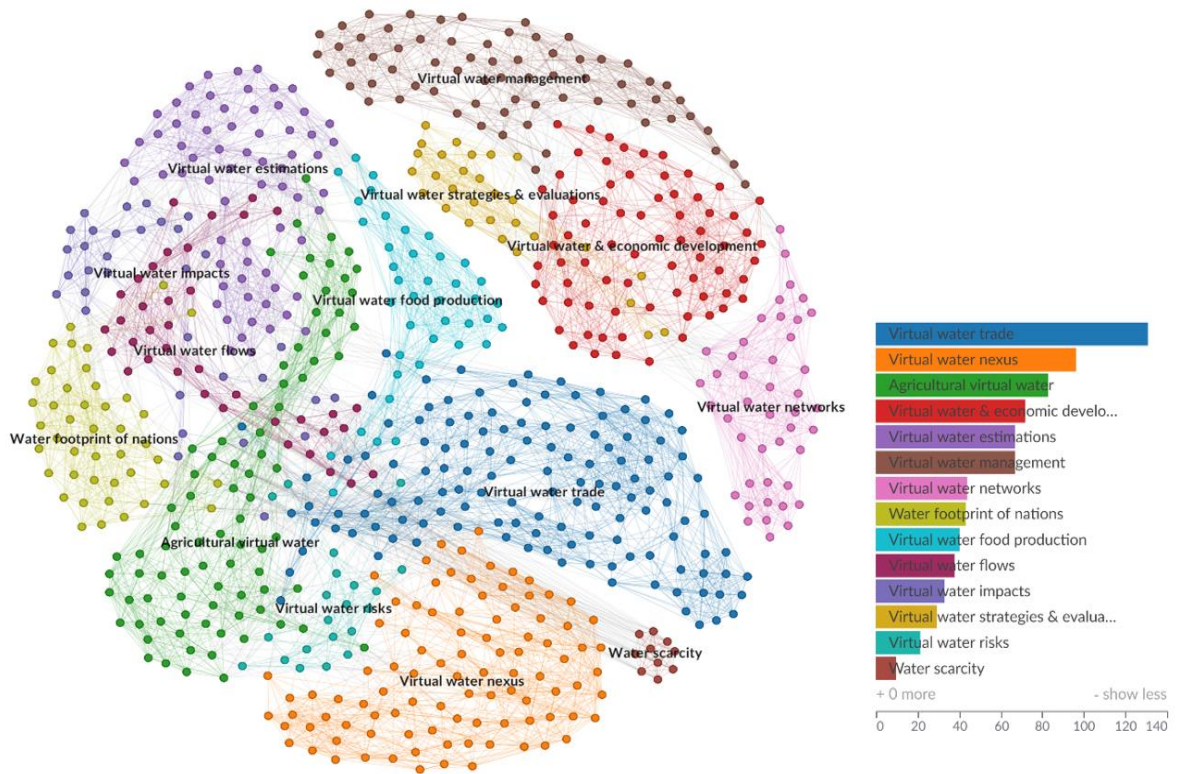 Virtual water management
Virtual water estimations
Virtual water strategies & evaluations
Virtual water & economic development
Virtual water impacts
Virtual water food production
Virtual water flows
Virtual water networks
Water footprint of nations
Virtual water trade
Agricultural virtual water
Virtual water risks
Water scarcity
Virtual water nexus
Virtual water trade
Virtual water nexus
Agricultural virtual water
Virtual water & economic develo...
Virtual water estimations
Virtual water management
Virtual water networks
Water footprint of nations
Virtual water food production
Virtual water flows
Virtual water impacts
Virtual water strategies & evalua...
Virtual water risks
Water scarcity
+ 0 more - show less
0 20 40 60 80 100 120 140